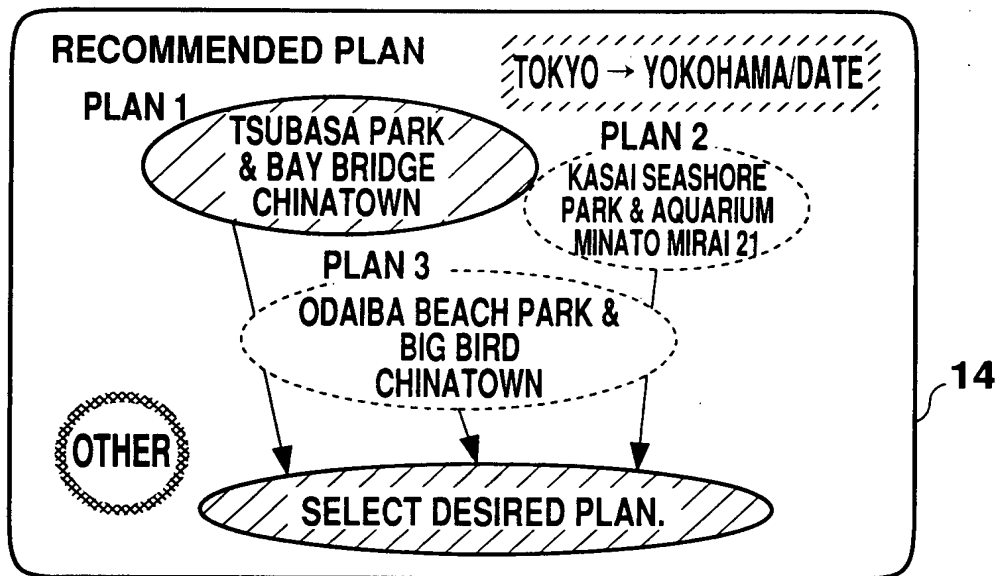 RECOMMENDED PLAN
TOKYO → YOKOHAMA/DATE
PLAN 1
TSUBASA PARK
& BAY BRIDGE
CHINATOWN
PLAN 2
KASAI SEASHORE
PARK & AQUARIUM
MINATO MIRAI 21
PLAN 3
ODAIBA BEACH PARK &
BIG BIRD
CHINATOWN
14
OTHER
SELECT DESIRED PLAN.